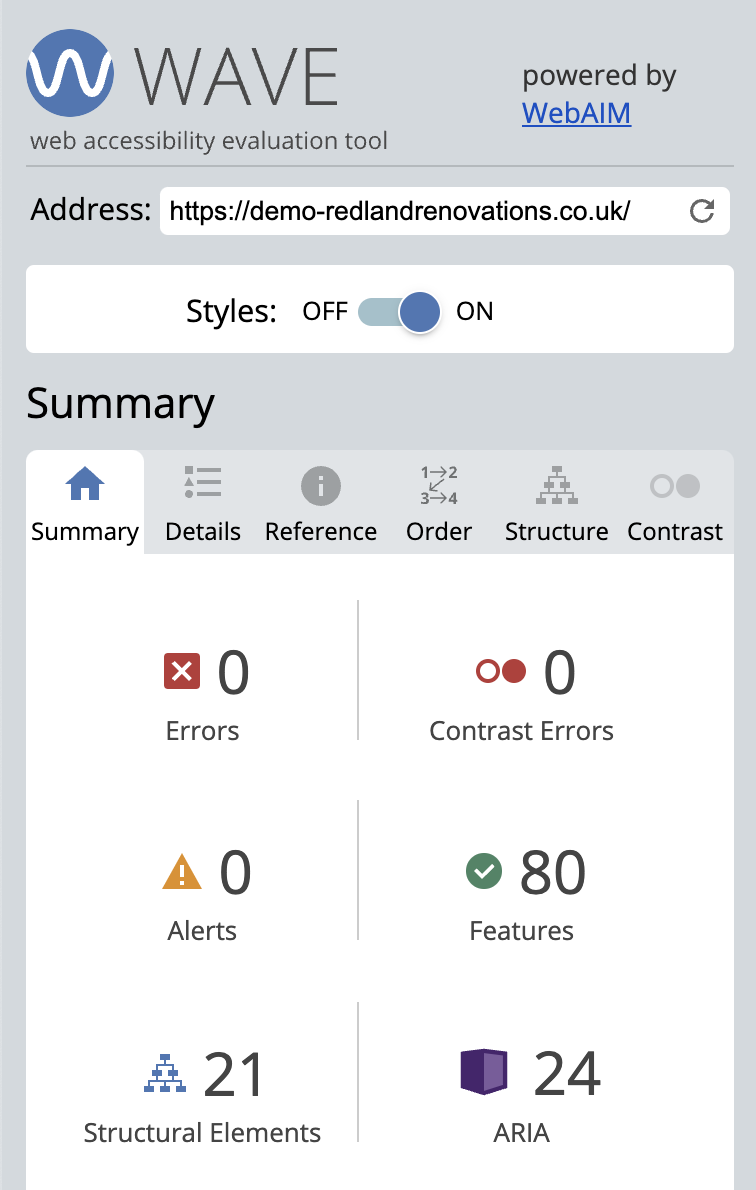 WAVE
web accessibility evaluation tool
powered by
WebAIM
Address: https://demo-redlandrenovations.co.uk/
Styles: OFF ON
Summary
1→2
3→4
Summary Details Reference Order Structure Contrast
0
Errors
0
Contrast Errors
0
Alerts
80
Features
21
Structural Elements
24
ARIA